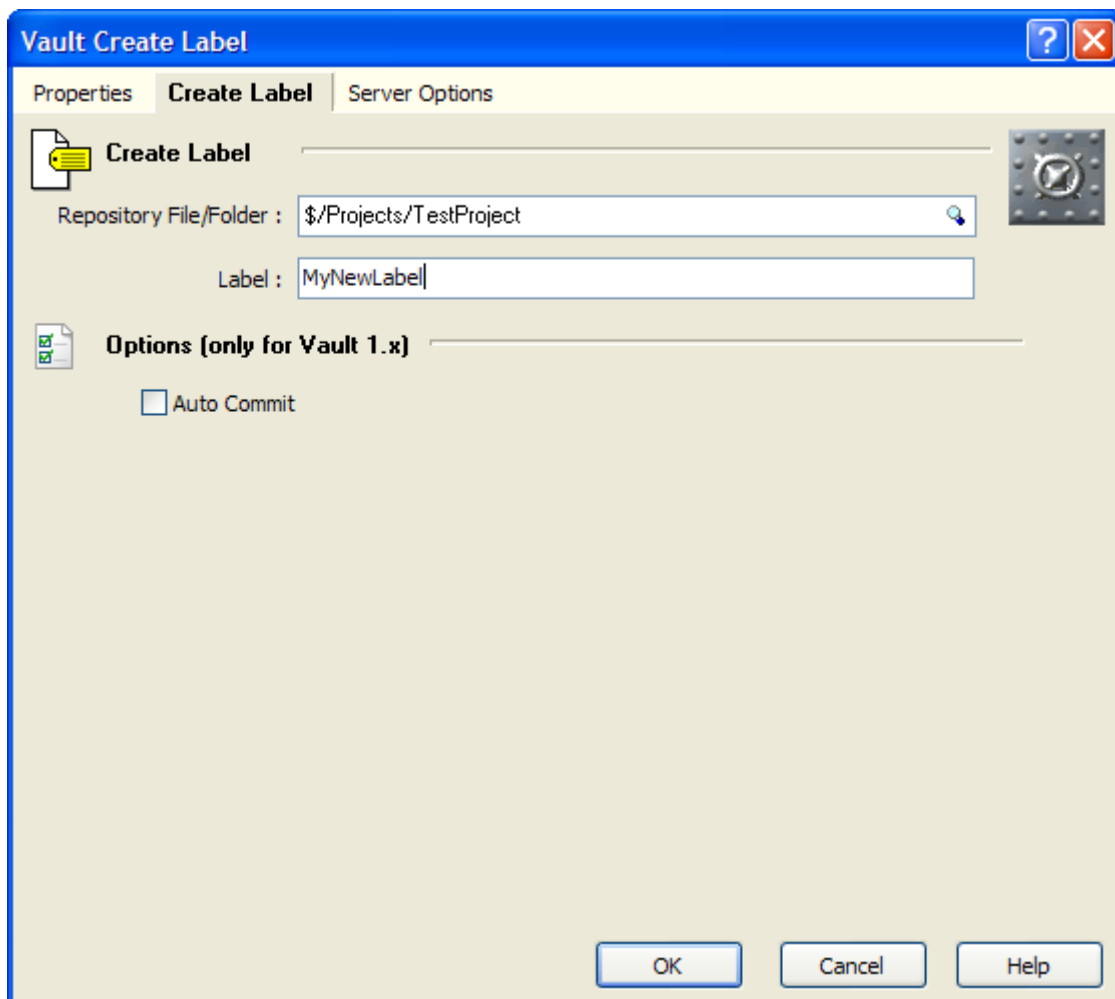 Vault Create Label
Properties Create Label Server Options
Create Label
Repository File/Folder : $/Projects/TestProject
Label : MyNewLabel
Options (only for Vault 1.x)
Auto Commit
OK Cancel Help